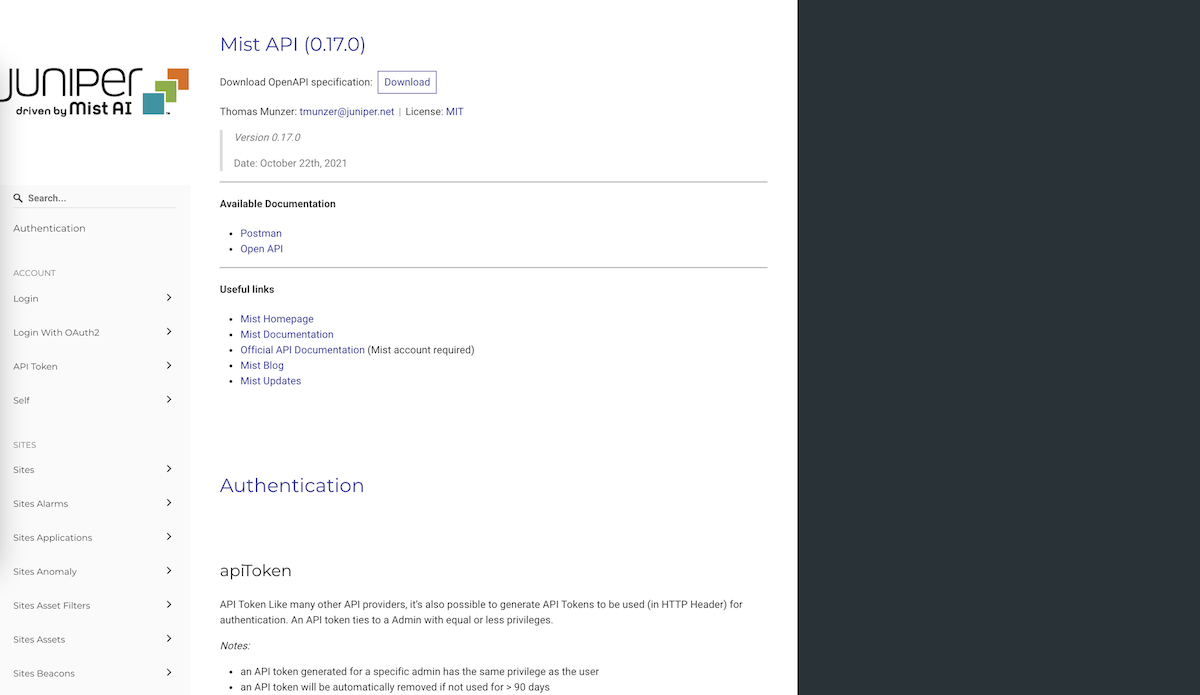 juniper
driven by Mist AI
™
Search...
Authentication
ACCOUNT
Login
Login With OAuth2
API Token
Self
SITES
Sites
Sites Alarms
Sites Applications
Sites Anomaly
Sites Asset Filters
Sites Assets
Sites Beacons
Mist API (0.17.0)
Download OpenAPI specification: Download
Thomas Munzer: tmunzer@juniper.net | License: MIT
Version 0.17.0
Date: October 22th, 2021
Available Documentation
• Postman
• Open API
Useful links
• Mist Homepage
• Mist Documentation
• Official API Documentation (Mist account required)
• Mist Blog
• Mist Updates
Authentication
apiToken
API Token Like many other API providers, it's also possible to generate API Tokens to be used (in HTTP Header) for
authentication. An API token ties to a Admin with equal or less privileges.
Notes:
• an API token generated for a specific admin has the same privilege as the user
• an API token will be automatically removed if not used for > 90 days